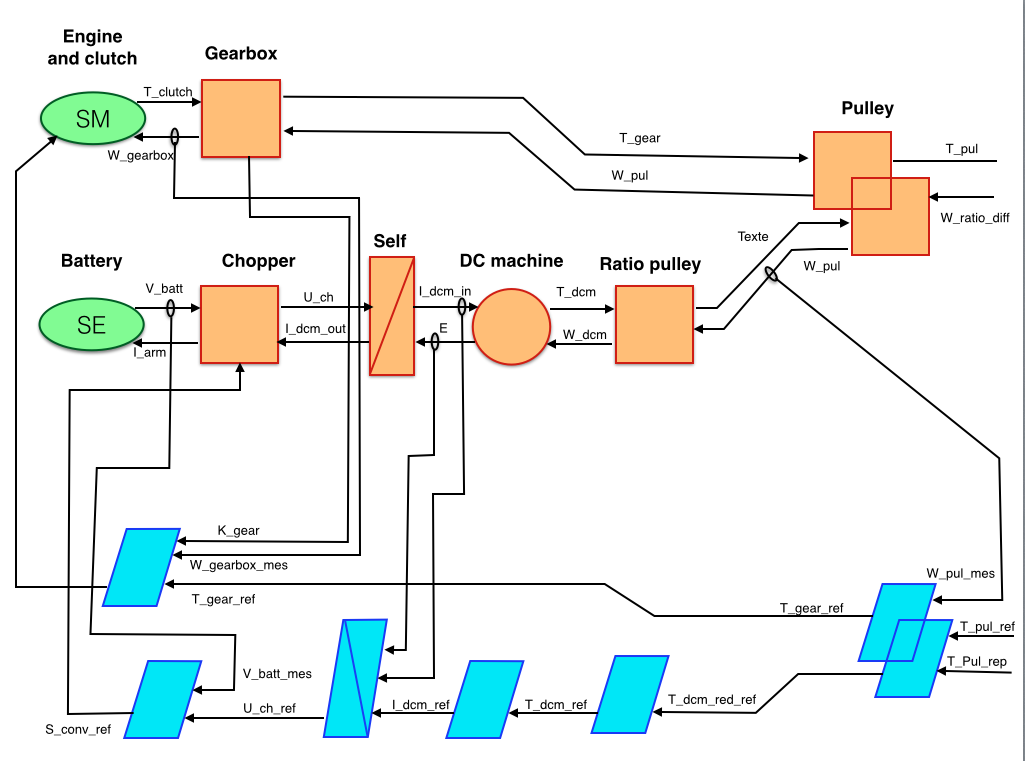 Engine
and clutch
Gearbox
T_clutch
SM
W_gearbox
Pulley
T_gear
T_pul
W_pul
W_ratio_diff
Texte
W_pul
Battery
Chopper
Self
DC machine
Ratio pulley
V_batt
U_ch
I_dcm_in
T_dcm
SE
I_dcm_out
E
W_dcm
I_arm
K_gear
W_gearbox_mes
T_gear_ref
T_gear_ref
W_pul_mes
T_pul_ref
T_Pul_rep
V_batt_mes
U_ch_ref
I_dcm_ref
T_dcm_ref
T_dcm_red_ref
S_conv_ref